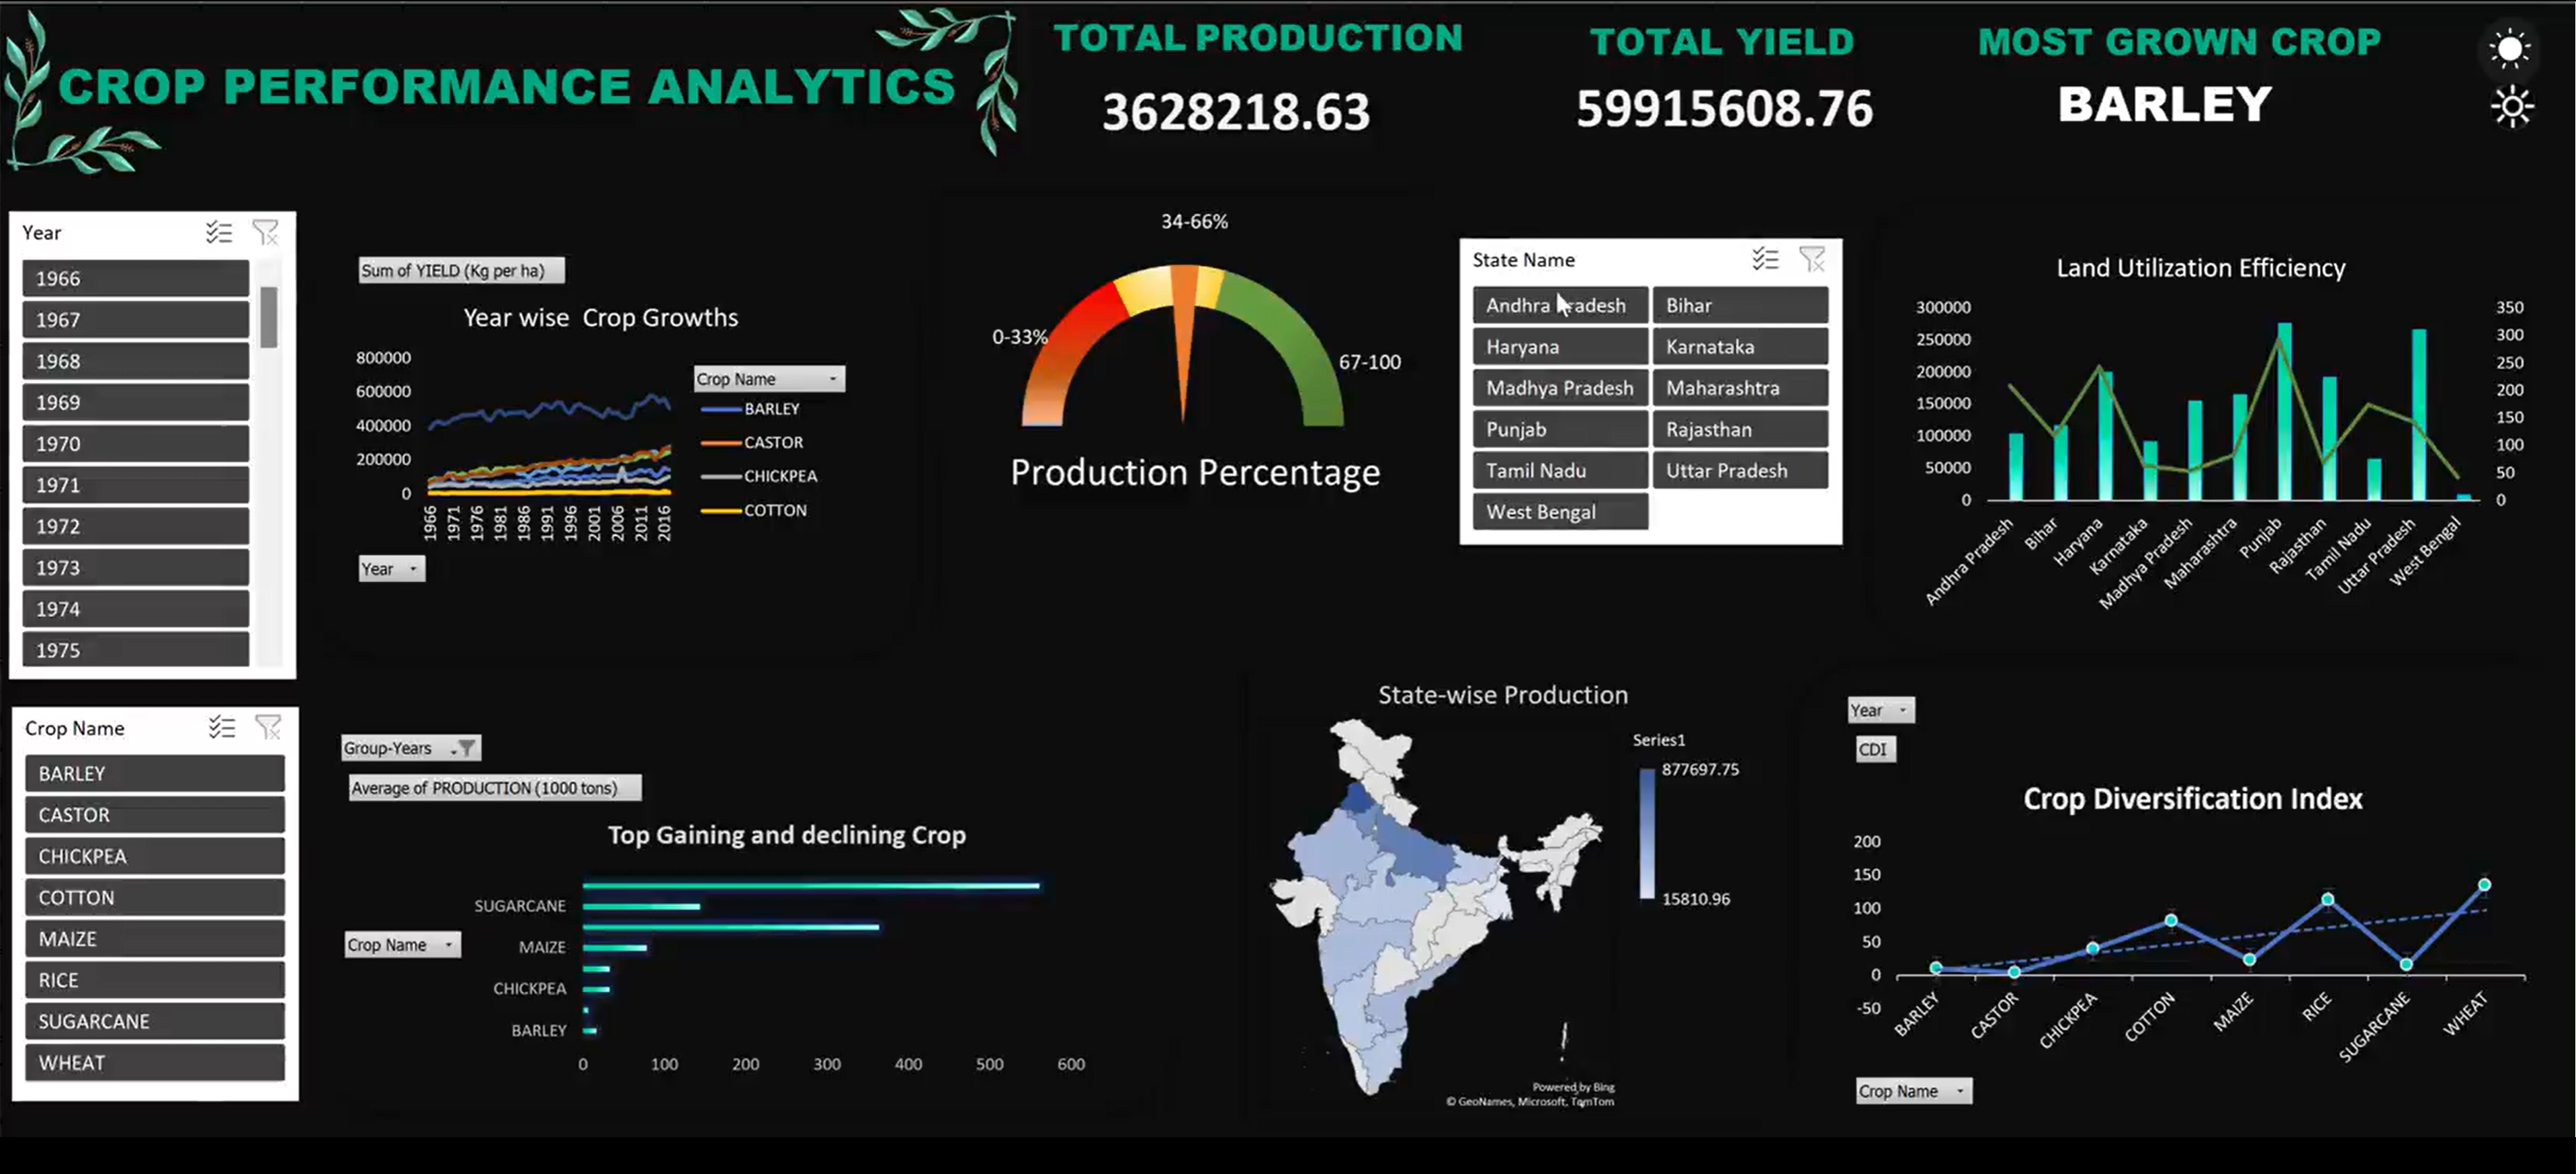 CROP PERFORMANCE ANALYTICS
TOTAL PRODUCTION
3628218.63
TOTAL YIELD
59915608.76
MOST GROWN CROP
BARLEY
Year
1966
1967
1968
1969
1970
1971
1972
1973
1974
1975
Sum of YIELD (Kg per ha)
Year wise Crop Growths
800000
600000
400000
200000
0
1966
1971
1976
1981
1986
1991
1996
2001
2006
2011
2016
Crop Name
BARLEY
CASTOR
CHICKPEA
COTTON
Year
34-66%
0-33%
67-100
Production Percentage
State Name
Andhra Pradesh
Bihar
Haryana
Karnataka
Madhya Pradesh
Maharashtra
Punjab
Rajasthan
Tamil Nadu
Uttar Pradesh
West Bengal
Land Utilization Efficiency
300000
250000
200000
150000
100000
50000
0
350
300
250
200
150
100
50
0
Andhra Pradesh
Bihar
Haryana
Karnataka
Madhya Pradesh
Maharashtra
Punjab
Rajasthan
Tamil Nadu
Uttar Pradesh
West Bengal
Crop Name
BARLEY
CASTOR
CHICKPEA
COTTON
MAIZE
RICE
SUGARCANE
WHEAT
Group-Years
Average of PRODUCTION (1000 tons)
Top Gaining and declining Crop
Crop Name
SUGARCANE
MAIZE
CHICKPEA
BARLEY
0 100 200 300 400 500 600
State-wise Production
Series1
877697.75
15810.96
Powered by Bing
© GeoNames, Microsoft, TomTom
Year
CDI
Crop Diversification Index
200
150
100
50
0
-50
BARLEY
CASTOR
CHICKPEA
COTTON
MAIZE
RICE
SUGARCANE
WHEAT
Crop Name